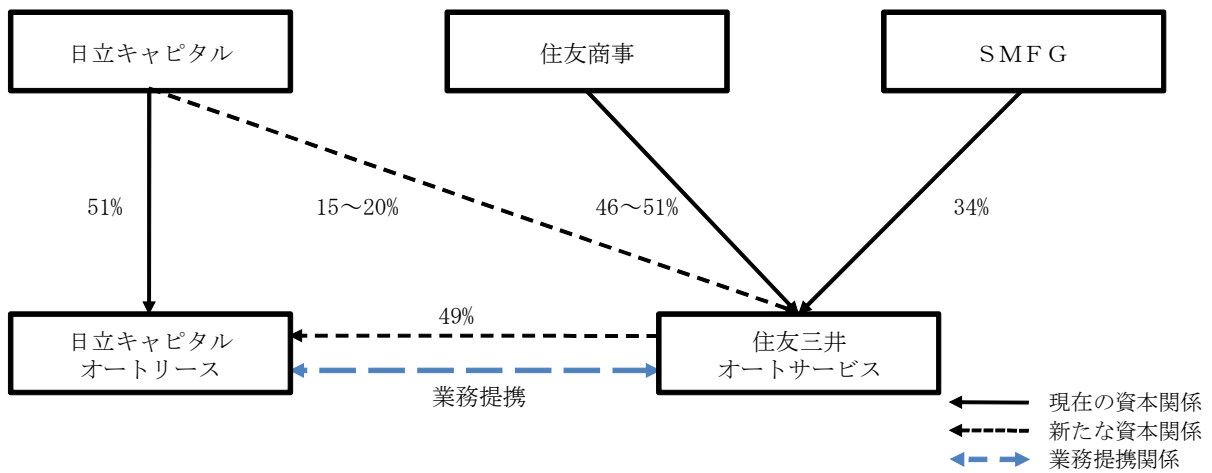 日立キャピタル
住友商事
ＳＭＦＧ
51%
15～20%
46～51%
34%
49%
日立キャピタル
オートリース
住友三井
オートサービス
業務提携
現在の資本関係
新たな資本関係
業務提携関係